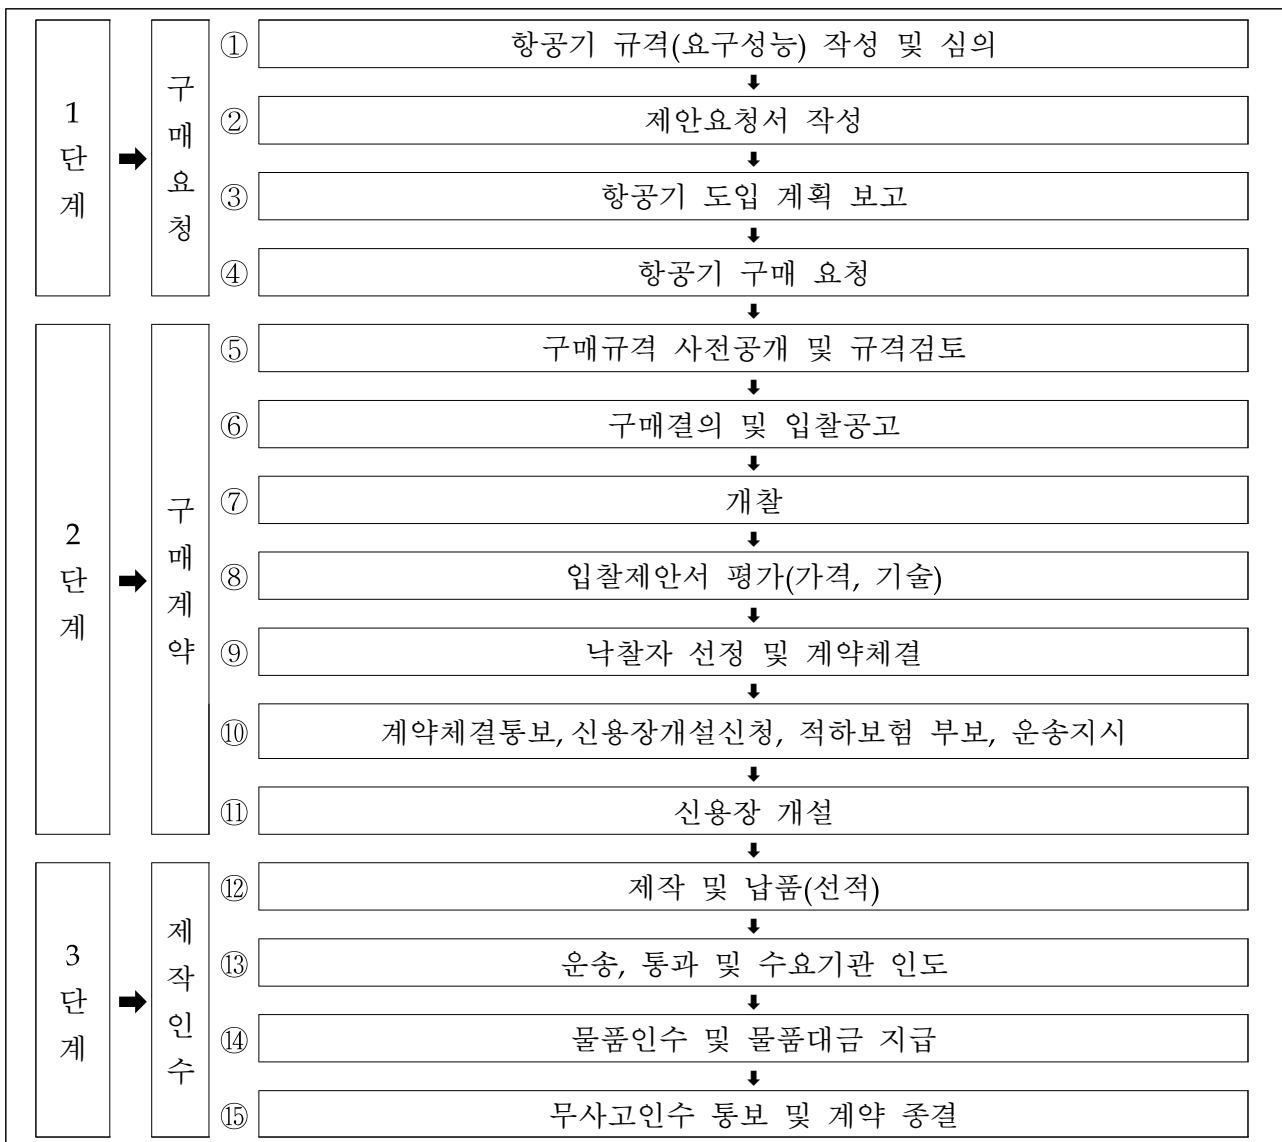 1단계
구매요청
① 항공기 규격(요구성능) 작성 및 심의
② 제안요청서 작성
③ 항공기 도입 계획 보고
④ 항공기 구매 요청
2단계
구매계약
⑤ 구매규격 사전공개 및 규격검토
⑥ 구매결의 및 입찰공고
⑦ 개찰
⑧ 입찰제안서 평가(가격, 기술)
⑨ 낙찰자 선정 및 계약체결
⑩ 계약체결통보, 신용장개설신청, 적하보험 부보, 운송지시
⑪ 신용장 개설
3단계
제작인수
⑫ 제작 및 납품(선적)
⑬ 운송, 통과 및 수요기관 인도
⑭ 물품인수 및 물품대금 지급
⑮ 무사고인수 통보 및 계약 종결